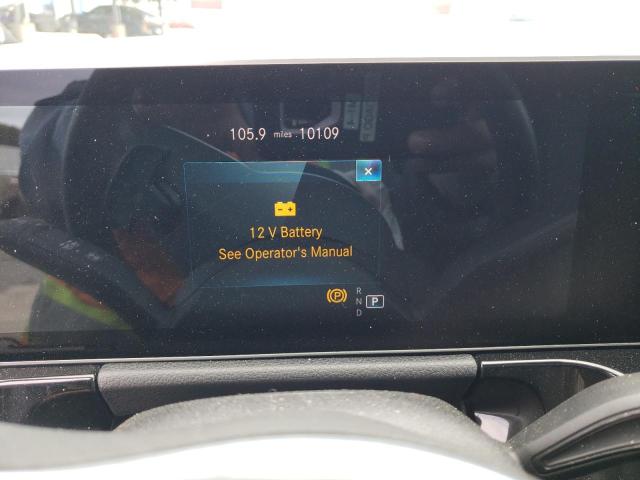 105.9 miles 10109
×
12 V Battery
See Operator's Manual
(P) R
N P
D